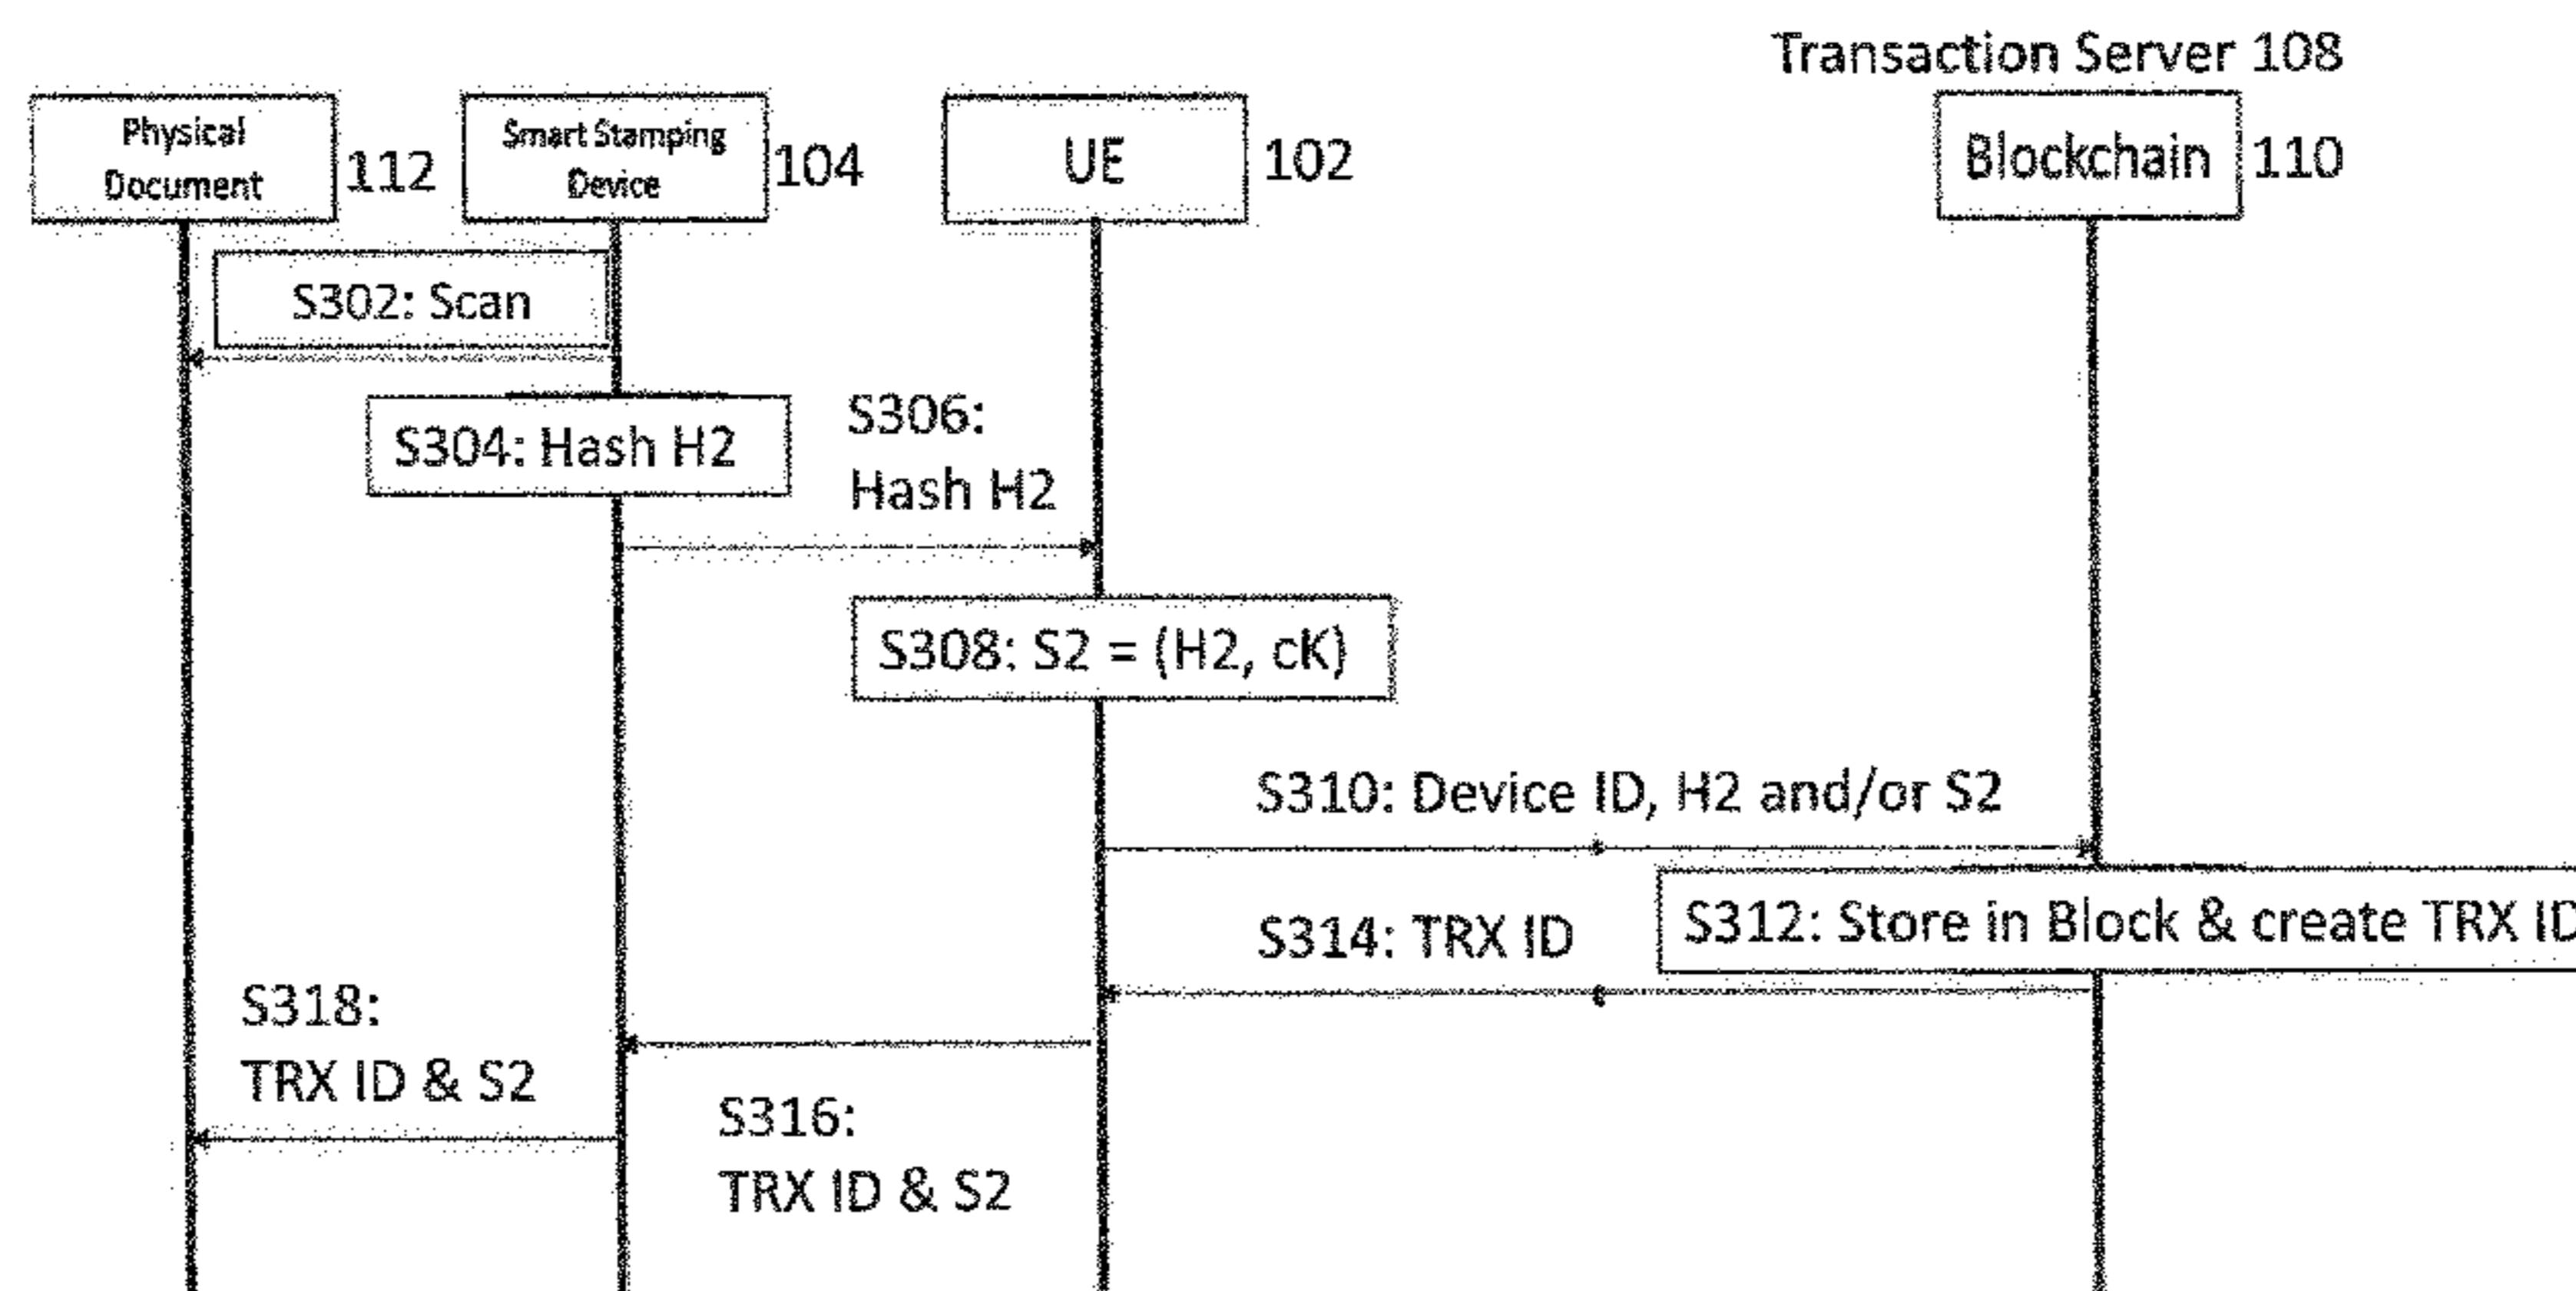 Transaction Server 108
Physical
Document
112
Smart Stamping
Device
104
UE
102
Blockchain
110
S302: Scan
S304: Hash H2
S306:
Hash H2
S308: S2 = (H2, cK)
S310: Device ID, H2 and/or S2
S312: Store in Block & create TRX ID
S314: TRX ID
S318:
TRX ID & S2
S316:
TRX ID & S2